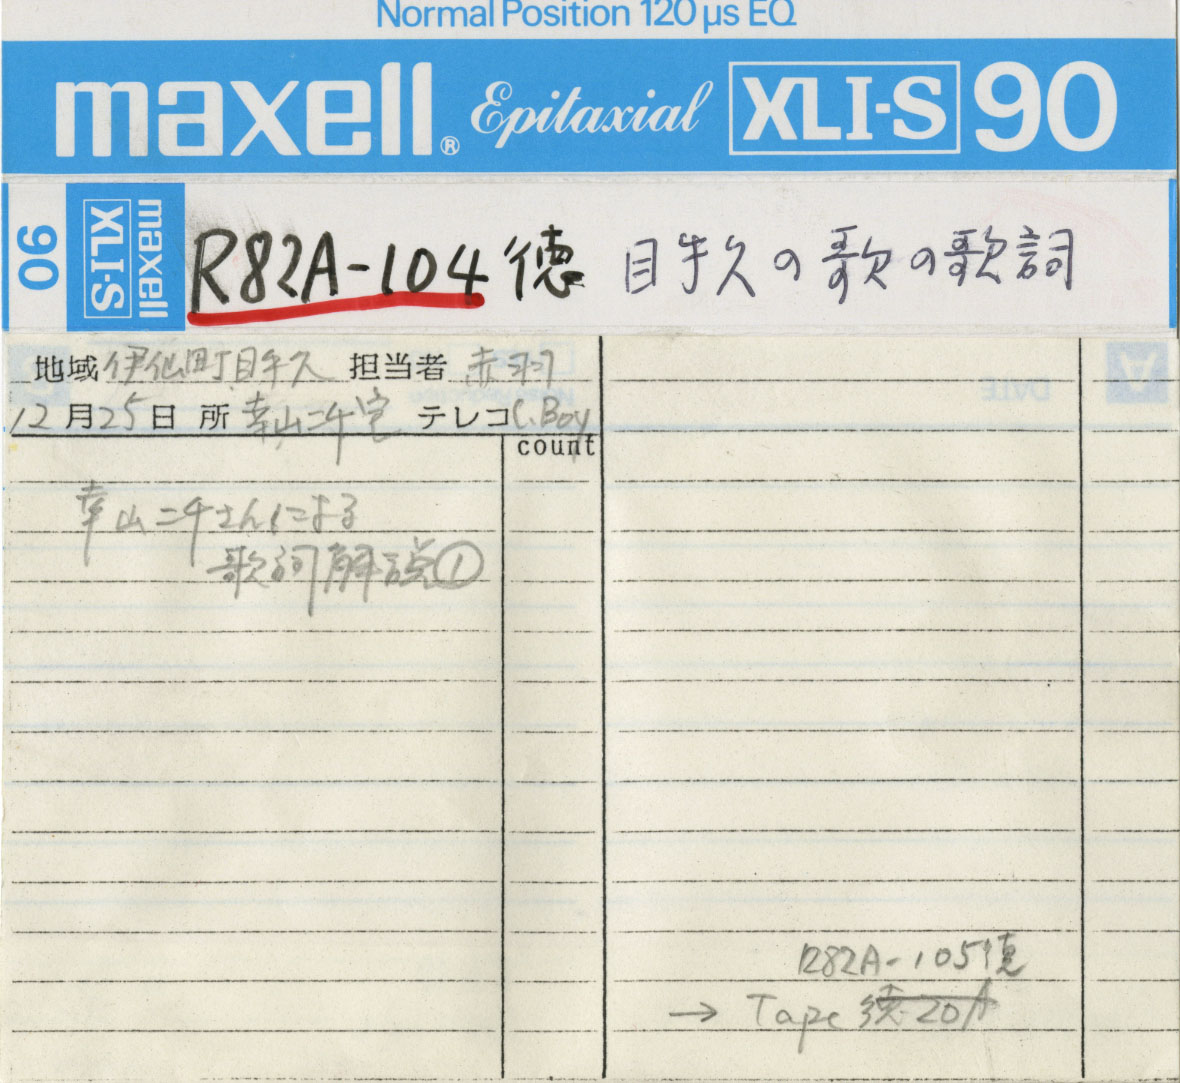 Normal Position 120 μs EQ
maxell® Epitaxial XLI-S 90
90 XLI-S maxell R82A-104 徳 目手久の歌の歌詞
地域 伊仙町目手久 担当者 赤羽
12月25日 所 幸山二千宅 テレコ C.Boy
count
幸山二千さんによる
歌詞解説①
R82A-105徳
→ Tape 徳20A
A DATE